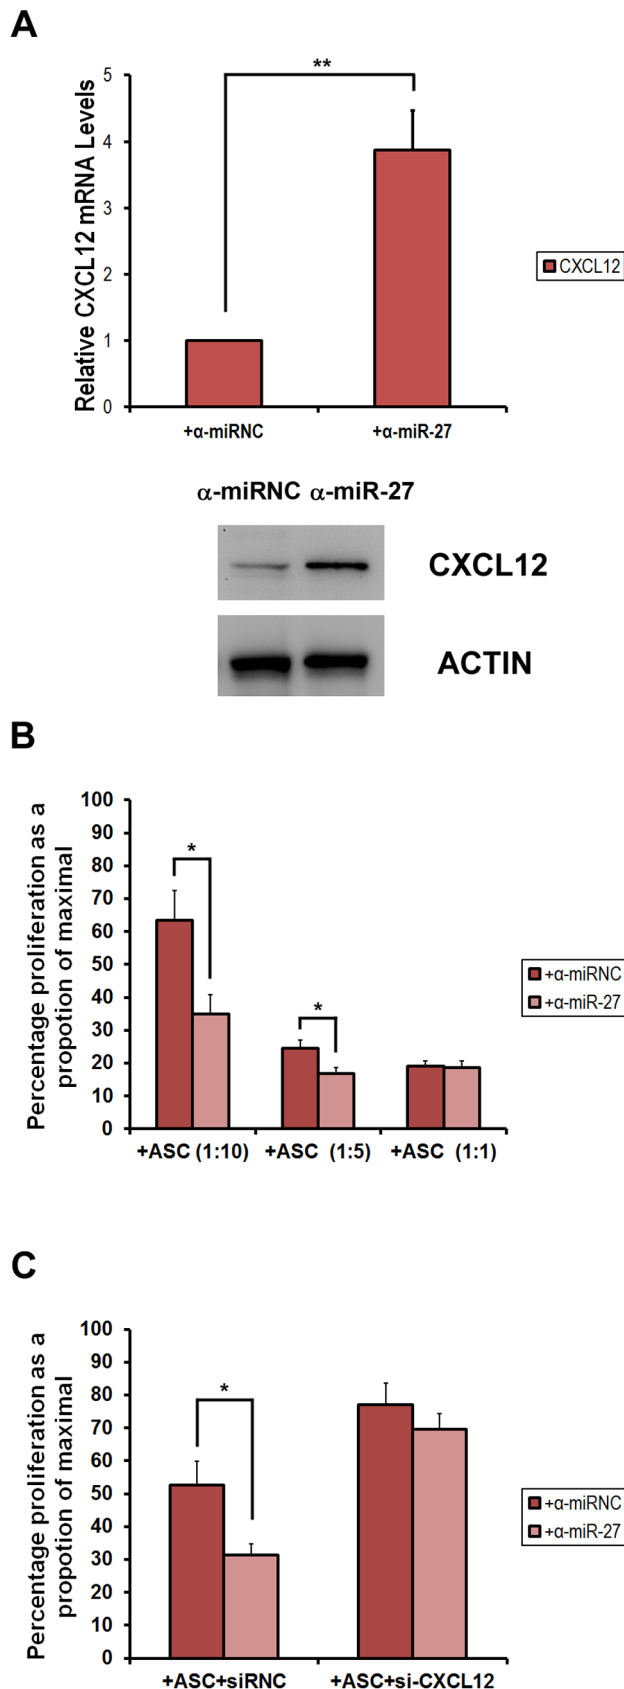 A
**
5
4
3
2
1
0
Relative CXCL12 mRNA Levels
CXCL12
+α-miRNC +α-miR-27
α-miRNC α-miR-27
CXCL12
ACTIN
B
100
90
80
70
60
50
40
30
20
10
0
Percentage proliferation as a
propotion of maximal
*
*
+α-miRNC
+α-miR-27
+ASC (1:10) +ASC (1:5) +ASC (1:1)
C
100
90
80
70
60
50
40
30
20
10
0
Percentage proliferation as a
propotion of maximal
*
+α-miRNC
+α-miR-27
+ASC+siRNC +ASC+si-CXCL12